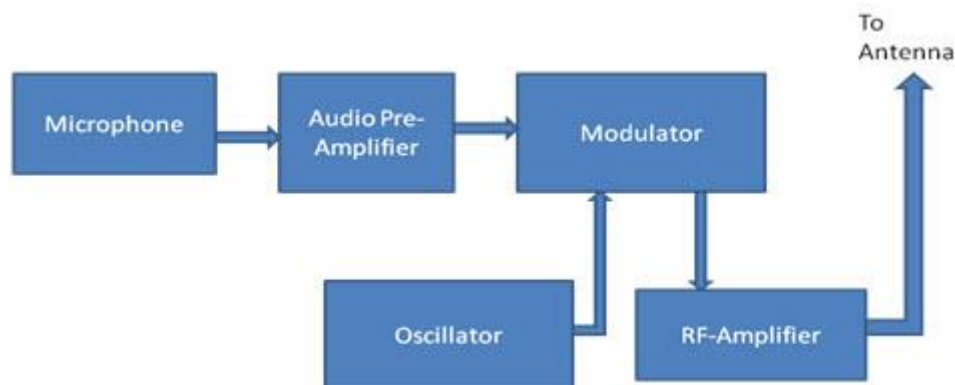 To
Antenna
Microphone
Audio Pre-
Amplifier
Modulator
Oscillator
RF-Amplifier